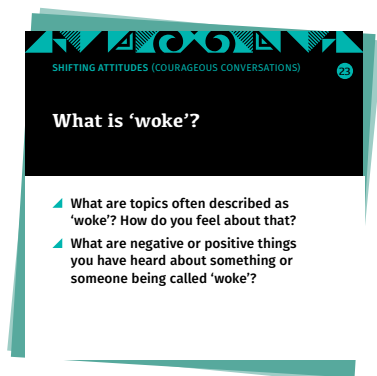 SHIFTING ATTITUDES (COURAGEOUS CONVERSATIONS)
23
What is ‘woke’?
What are topics often described as
‘woke’? How do you feel about that?
What are negative or positive things
you have heard about something or
someone being called ‘woke’?